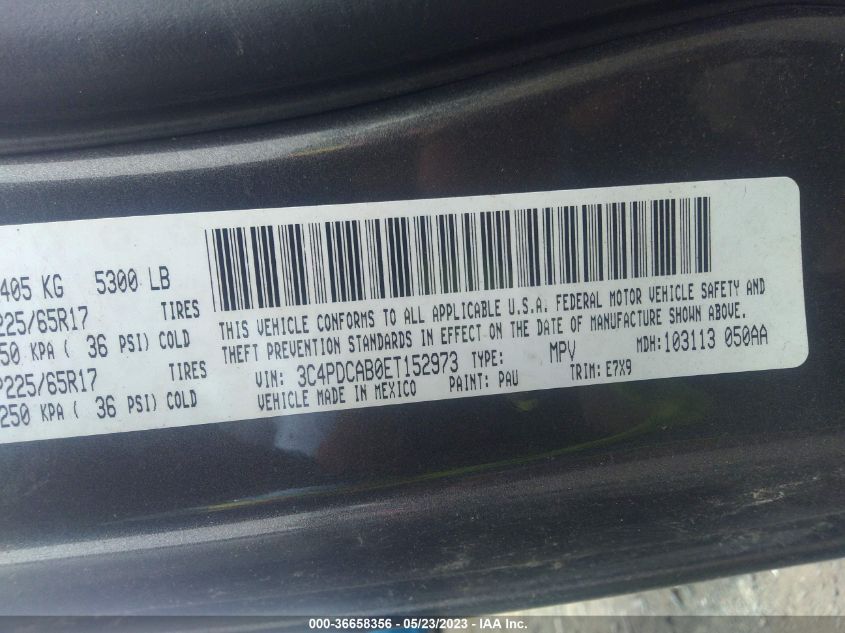 405 KG 5300 LB
P225/65R17 TIRES
250 KPA ( 36 PSI) COLD
P225/65R17 TIRES
250 KPA ( 36 PSI) COLD
THIS VEHICLE CONFORMS TO ALL APPLICABLE U.S.A. FEDERAL MOTOR VEHICLE SAFETY AND
THEFT PREVENTION STANDARDS IN EFFECT ON THE DATE OF MANUFACTURE SHOWN ABOVE.
VIN: 3C4PDCAB0ET152973 TYPE: MPV MDH:103113 050AA
VEHICLE MADE IN MEXICO PAINT: PAU TRIM: E7X9
000-36658356 - 05/23/2023 - IAA Inc.